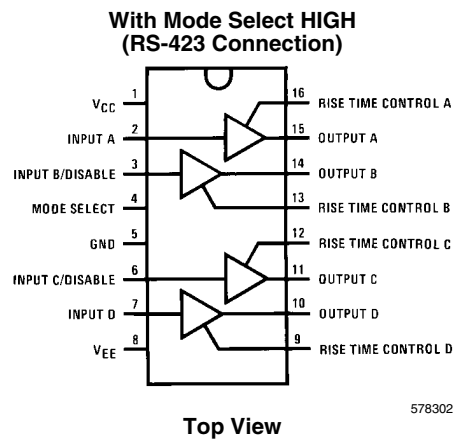 With Mode Select HIGH
(RS-423 Connection)
VCC 1
INPUT A 2
INPUT B/DISABLE 3
MODE SELECT 4
GND 5
INPUT C/DISABLE 6
INPUT D 7
VEE 8
16 RISE TIME CONTROL A
15 OUTPUT A
14 OUTPUT B
13 RISE TIME CONTROL B
12 RISE TIME CONTROL C
11 OUTPUT C
10 OUTPUT D
9 RISE TIME CONTROL D
578302
Top View